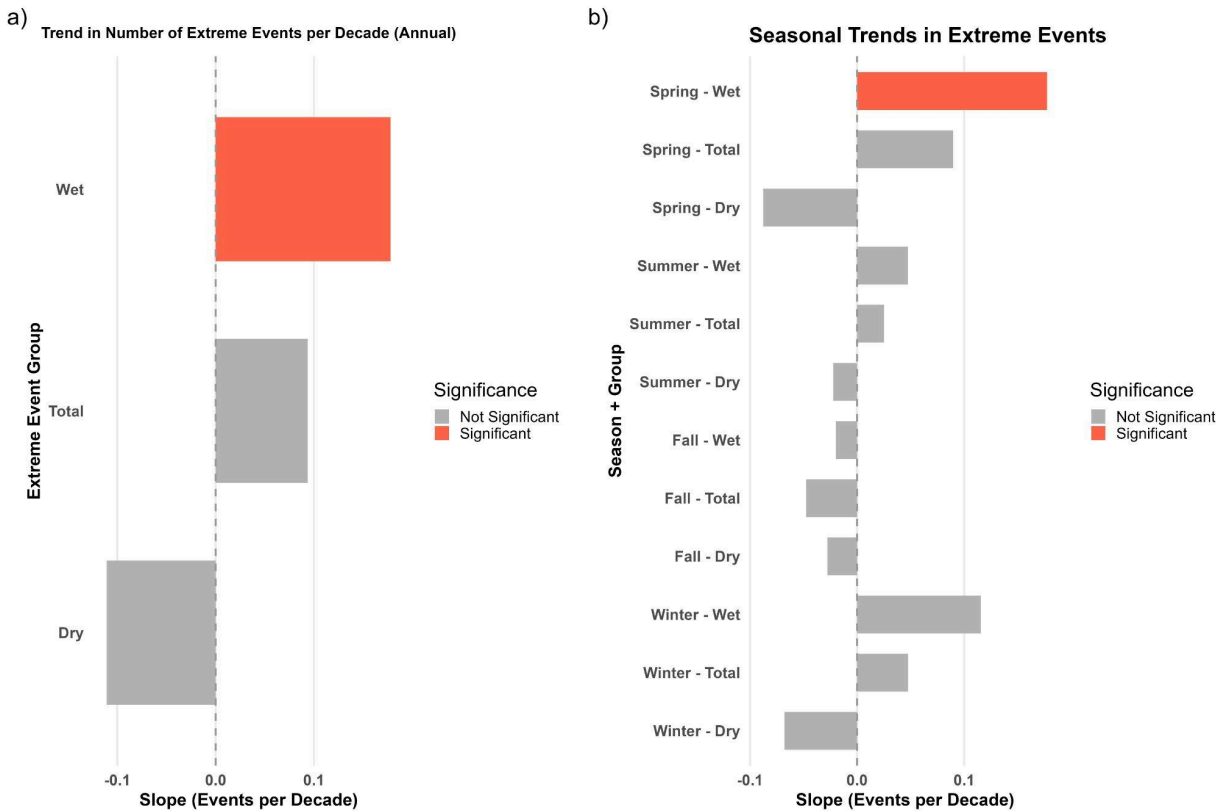 a)
Trend in Number of Extreme Events per Decade (Annual)
Extreme Event Group
Wet
Total
Dry
-0.1
0.0
0.1
Slope (Events per Decade)
Significance
Not Significant
Significant
b)
Seasonal Trends in Extreme Events
Season + Group
Spring - Wet
Spring - Total
Spring - Dry
Summer - Wet
Summer - Total
Summer - Dry
Fall - Wet
Fall - Total
Fall - Dry
Winter - Wet
Winter - Total
Winter - Dry
-0.1
0.0
0.1
Slope (Events per Decade)
Significance
Not Significant
Significant